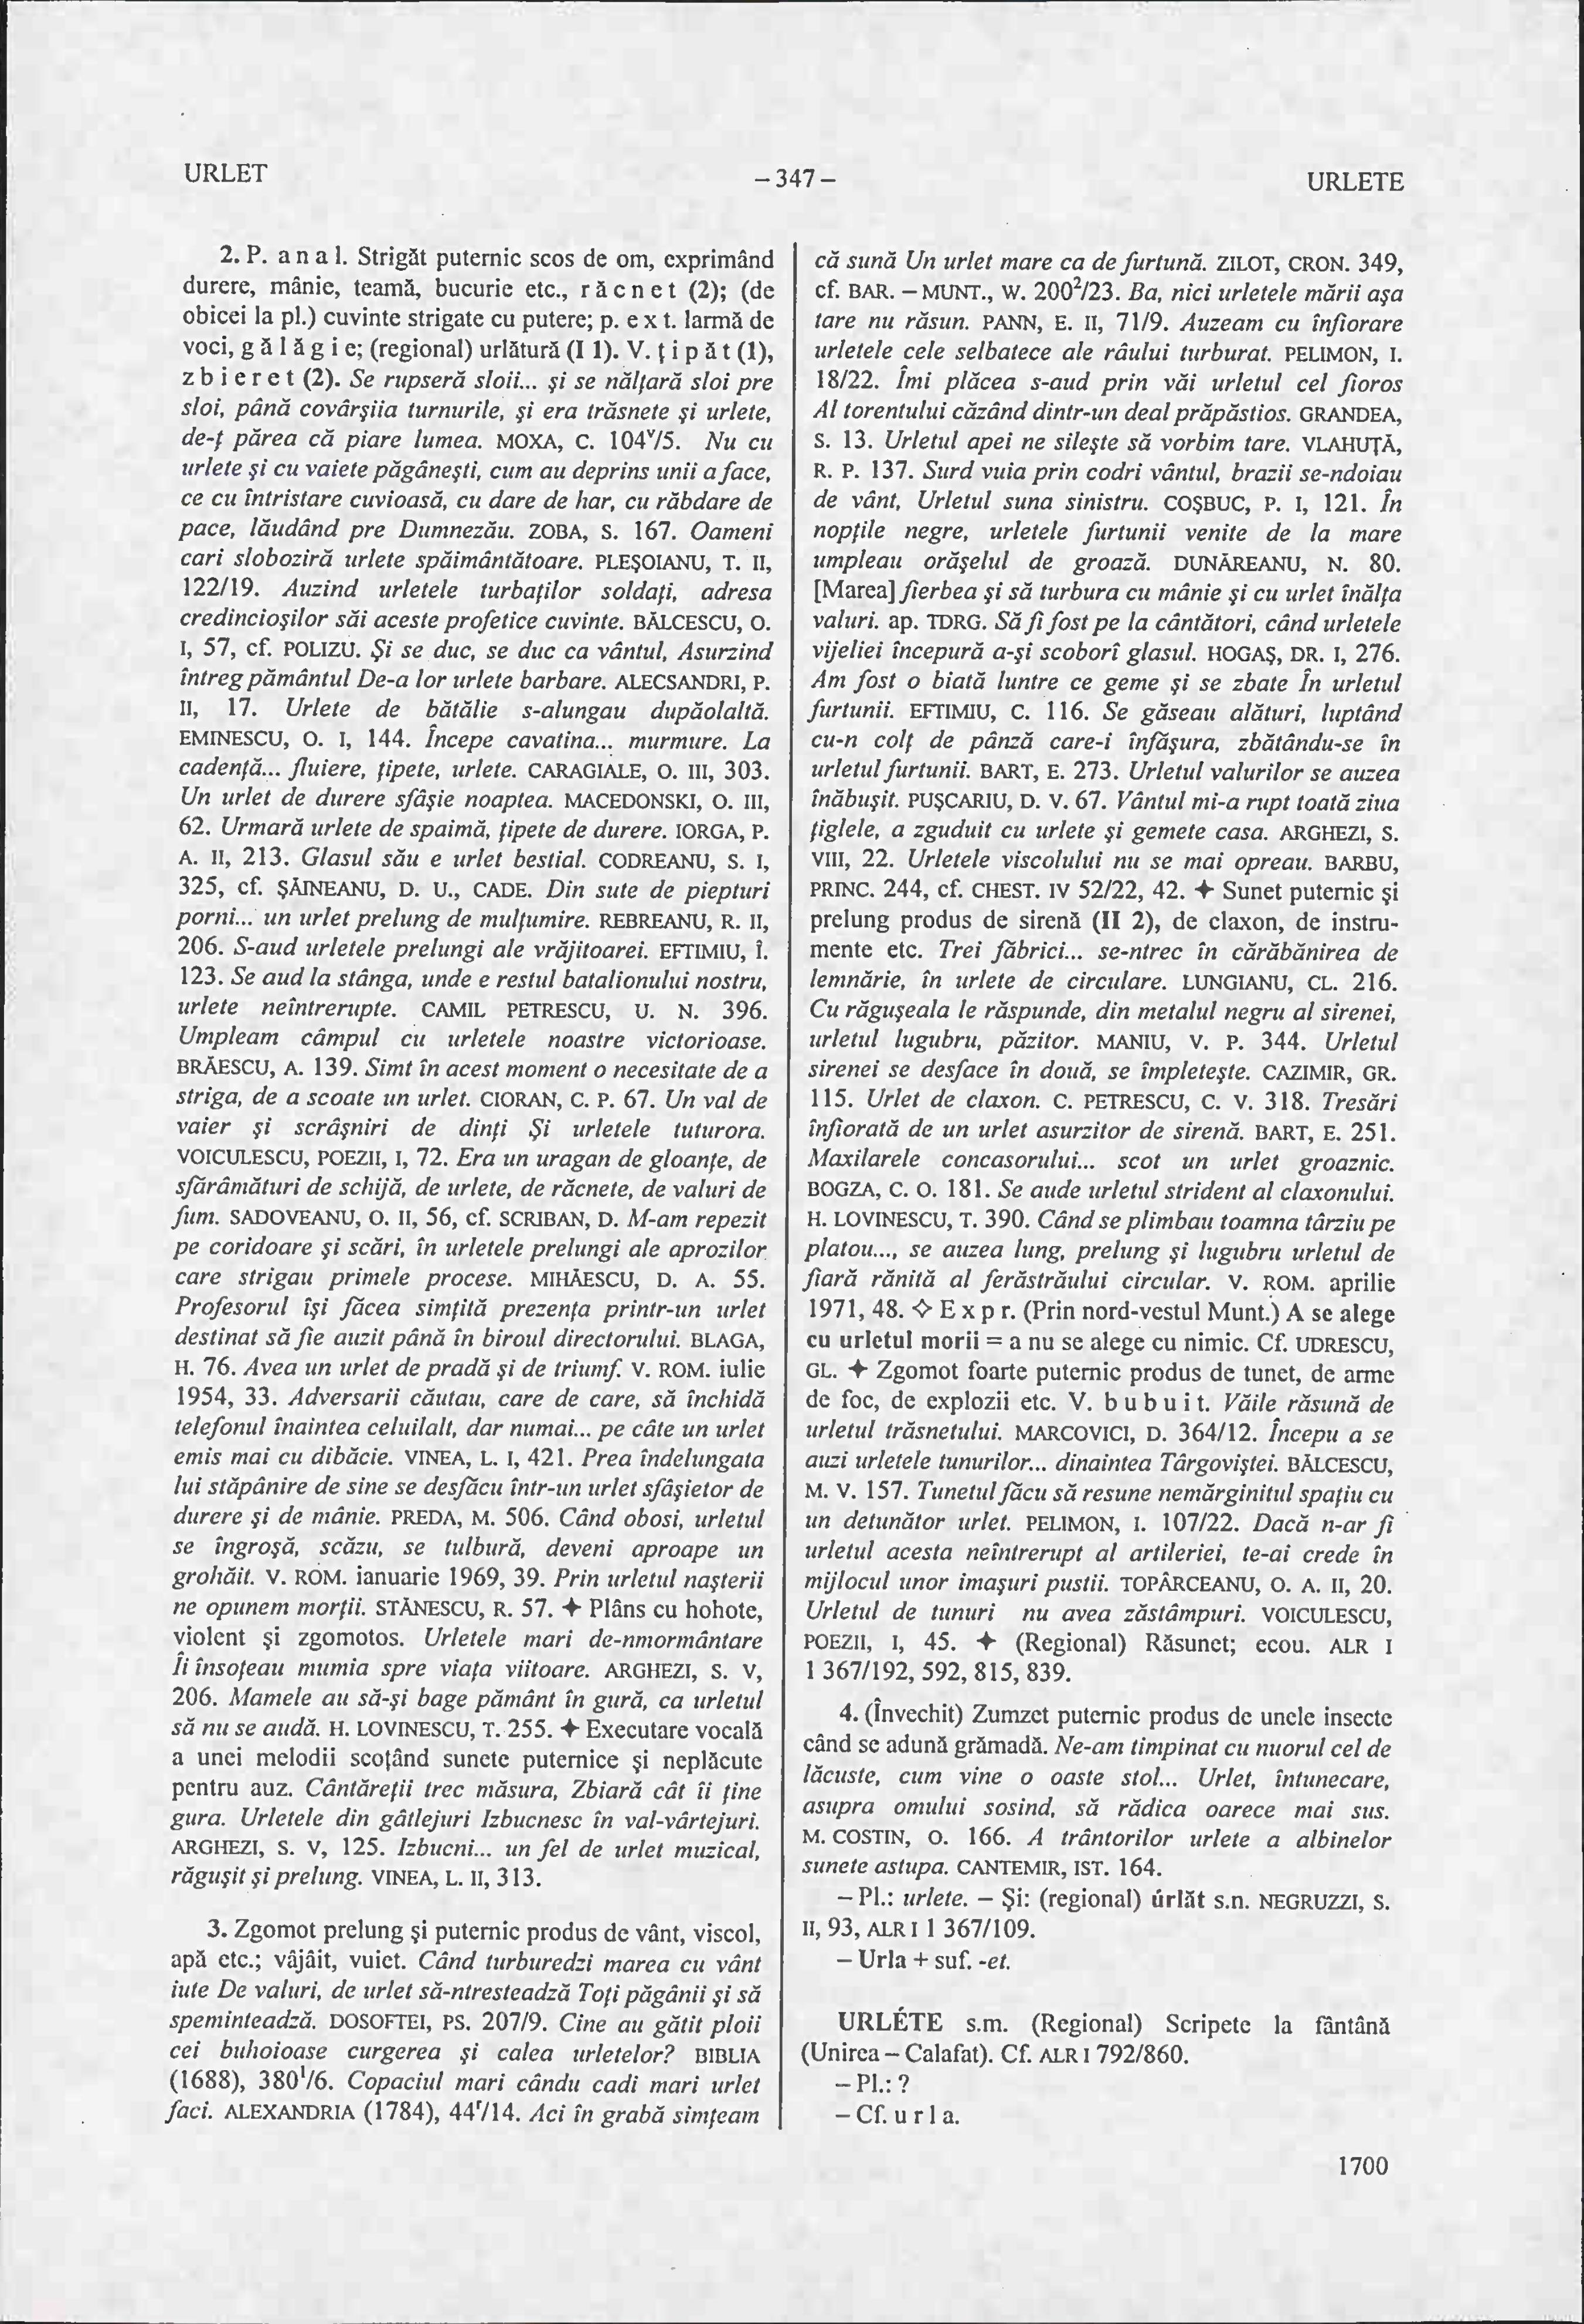 URLET
– 347 –
URLETE
2. P. a n a l. Strigăt puternic scos de om, exprimând
durere, mânie, teamă, bucurie etc., r ă c n e t (2); (de
obicei la pl.) cuvinte strigate cu putere; p. e x t. larmă de
voci, g ă l ă g i e; (regional) urlătură (I 1). V. ţ i p ă t (1),
z b i e r e t (2). Se rupseră sloii... şi se nălţară sloi pre
sloi, până covârşiia turnurile, şi era trăsnete şi urlete,
de-ţ părea că piare lumea. MOXA, C. 104ᵛ/5. Nu cu
urlete şi cu vaiete păgâneşti, cum au deprins unii a face,
ce cu întristare cuvioasă, cu dare de har, cu răbdare de
pace, lăudând pre Dumnezău. ZOBA, S. 167. Oameni
cari sloboziră urlete spăimântătoare. PLEŞOIANU, T. II,
122/19. Auzind urletele turbaţilor soldaţi, adresa
credincioşilor săi aceste profetice cuvinte. BĂLCESCU, O.
I, 57, cf. POLIZU. Şi se duc, se duc ca vântul, Asurzind
întreg pământul De-a lor urlete barbare. ALECSANDRI, P.
II, 17. Urlete de bătălie s-alungau dupăolaltă.
EMINESCU, O. I, 144. Începe cavatina... murmure. La
cadenţă... fluiere, ţipete, urlete. CARAGIALE, O. III, 303.
Un urlet de durere sfâşie noaptea. MACEDONSKI, O. III,
62. Urmară urlete de spaimă, ţipete de durere. IORGA, P.
A. II, 213. Glasul său e urlet bestial. CODREANU, S. I,
325, cf. ŞĂINEANU, D. U., CADE. Din sute de piepturi
porni... un urlet prelung de mulţumire. REBREANU, R. II,
206. S-aud urletele prelungi ale vrăjitoarei. EFTIMIU, Î.
123. Se aud la stânga, unde e restul batalionului nostru,
urlete neîntrerupte. CAMIL PETRESCU, U. N. 396.
Umpleam câmpul cu urletele noastre victorioase.
BRĂESCU, A. 139. Simt în acest moment o necesitate de a
striga, de a scoate un urlet. CIORAN, C. P. 67. Un val de
vaier şi scrâşniri de dinţi Şi urletele tuturora.
VOICULESCU, POEZII, I, 72. Era un uragan de gloanţe, de
sfărâmături de schijă, de urlete, de răcnete, de valuri de
fum. SADOVEANU, O. II, 56, cf. SCRIBAN, D. M-am repezit
pe coridoare şi scări, în urletele prelungi ale aprozilor
care strigau primele procese. MIHĂESCU, D. A. 55.
Profesorul îşi făcea simţită prezenţa printr-un urlet
destinat să fie auzit până în biroul directorului. BLAGA,
H. 76. Avea un urlet de pradă şi de triumf. V. ROM. iulie
1954, 33. Adversarii căutau, care de care, să închidă
telefonul înaintea celuilalt, dar numai... pe câte un urlet
emis mai cu dibăcie. VINEA, L. I, 421. Prea îndelungata
lui stăpânire de sine se desfăcu într-un urlet sfâşietor de
durere şi de mânie. PREDA, M. 506. Când obosi, urletul
se îngroşă, scăzu, se tulbură, deveni aproape un
grohăit. V. ROM. ianuarie 1969, 39. Prin urletul naşterii
ne opunem morţii. STĂNESCU, R. 57. ✦ Plâns cu hohote,
violent şi zgomotos. Urletele mari de-nmormântare
Îi însoţeau mumia spre viaţa viitoare. ARGHEZI, S. V,
206. Mamele au să-şi bage pământ în gură, ca urletul
să nu se audă. H. LOVINESCU, T. 255. ✦ Executare vocală
a unei melodii scoţând sunete puternice şi neplăcute
pentru auz. Cântăreţii trec măsura, Zbiară cât îi ţine
gura. Urletele din gâtlejuri Izbucnesc în val-vârtejuri.
ARGHEZI, S. V, 125. Izbucni... un fel de urlet muzical,
răguşit şi prelung. VINEA, L. II, 313.
3. Zgomot prelung şi puternic produs de vânt, viscol,
apă etc.; vâjâit, vuiet. Când turburedzi marea cu vânt
iute De valuri, de urlet să-ntresteadză Toţi păgânii şi să
speminteadză. DOSOFTEI, PS. 207/9. Cine au gătit ploii
cei buhoioase curgerea şi calea urletelor? BIBLIA
(1688), 380¹/6. Copaciul mari cându cadi mari urlet
faci. ALEXANDRIA (1784), 44ʳ/14. Aci în grabă simţeam
că sună Un urlet mare ca de furtună. ZILOT, CRON. 349,
cf. BAR. – MUNT., W. 200²/23. Ba, nici urletele mării aşa
tare nu răsun. PANN, E. II, 71/9. Auzeam cu înfiorare
urletele cele selbatece ale râului turburat. PELIMON, I.
18/22. Îmi plăcea s-aud prin văi urletul cel fioros
Al torentului căzând dintr-un deal prăpăstios. GRANDEA,
S. 13. Urletul apei ne sileşte să vorbim tare. VLAHUŢĂ,
R. P. 137. Surd vuia prin codri vântul, brazii se-ndoiau
de vânt, Urletul suna sinistru. COŞBUC, P. I, 121. În
nopţile negre, urletele furtunii venite de la mare
umpleau orăşelul de groază. DUNĂREANU, N. 80.
[Marea] fierbea şi să turbura cu mânie şi cu urlet înălţa
valuri. ap. TDRG. Să fi fost pe la cântători, când urletele
vijeliei începură a-şi scoborî glasul. HOGAŞ, DR. I, 276.
Am fost o biată luntre ce geme şi se zbate În urletul
furtunii. EFTIMIU, C. 116. Se găseau alături, luptând
cu-n colţ de pânză care-i înfăşura, zbătându-se în
urletul furtunii. BART, E. 273. Urletul valurilor se auzea
înăbuşit. PUŞCARIU, D. V. 67. Vântul mi-a rupt toată ziua
ţiglele, a zguduit cu urlete şi gemete casa. ARGHEZI, S.
VIII, 22. Urletele viscolului nu se mai opreau. BARBU,
PRINC. 244, cf. CHEST. IV 52/22, 42. ✦ Sunet puternic şi
prelung produs de sirenă (II 2), de claxon, de instru-
mente etc. Trei făbrici... se-ntrec în cărăbănirea de
lemnărie, în urlete de circulare. LUNGIANU, CL. 216.
Cu răguşeala le răspunde, din metalul negru al sirenei,
urletul lugubru, păzitor. MANIU, V. P. 344. Urletul
sirenei se desface în două, se împleteşte. CAZIMIR, GR.
115. Urlet de claxon. C. PETRESCU, C. V. 318. Tresări
înfiorată de un urlet asurzitor de sirenă. BART, E. 251.
Maxilarele concasorului... scot un urlet groaznic.
BOGZA, C. O. 181. Se aude urletul strident al claxonului.
H. LOVINESCU, T. 390. Când se plimbau toamna târziu pe
platou..., se auzea lung, prelung şi lugubru urletul de
fiară rănită al ferăstrăului circular. V. ROM. aprilie
1971, 48. ◇ E x p r. (Prin nord-vestul Munt.) A se alege
cu urletul morii = a nu se alege cu nimic. Cf. UDRESCU,
GL. ✦ Zgomot foarte puternic produs de tunet, de arme
de foc, de explozii etc. V. b u b u i t. Văile răsună de
urletul trăsnetului. MARCOVICI, D. 364/12. Începu a se
auzi urletele tunurilor... dinaintea Târgoviştei. BĂLCESCU,
M. V. 157. Tunetul făcu să resune nemărginitul spaţiu cu
un detunător urlet. PELIMON, I. 107/22. Dacă n-ar fi
urletul acesta neîntrerupt al artileriei, te-ai crede în
mijlocul unor imaşuri pustii. TOPÂRCEANU, O. A. II, 20.
Urletul de tunuri nu avea zăstâmpuri. VOICULESCU,
POEZII, I, 45. ✦ (Regional) Răsunet; ecou. ALR I
1 367/192, 592, 815, 839.
4. (Învechit) Zumzet puternic produs de unele insecte
când se adună grămadă. Ne-am timpinat cu nuorul cel de
lăcuste, cum vine o oaste stol... Urlet, întunecare,
asupra omului sosind, să rădica oarece mai sus.
M. COSTIN, O. 166. A trântorilor urlete a albinelor
sunete astupa. CANTEMIR, IST. 164.
– Pl.: urlete. – Şi: (regional) úrlăt s.n. NEGRUZZI, S.
II, 93, ALR I 1 367/109.
– Urla + suf. -et.
URLÉTE s.m. (Regional) Scripete la fântână
(Unirea – Calafat). Cf. ALR I 792/860.
– Pl.: ?
– Cf. u r l a.
1700